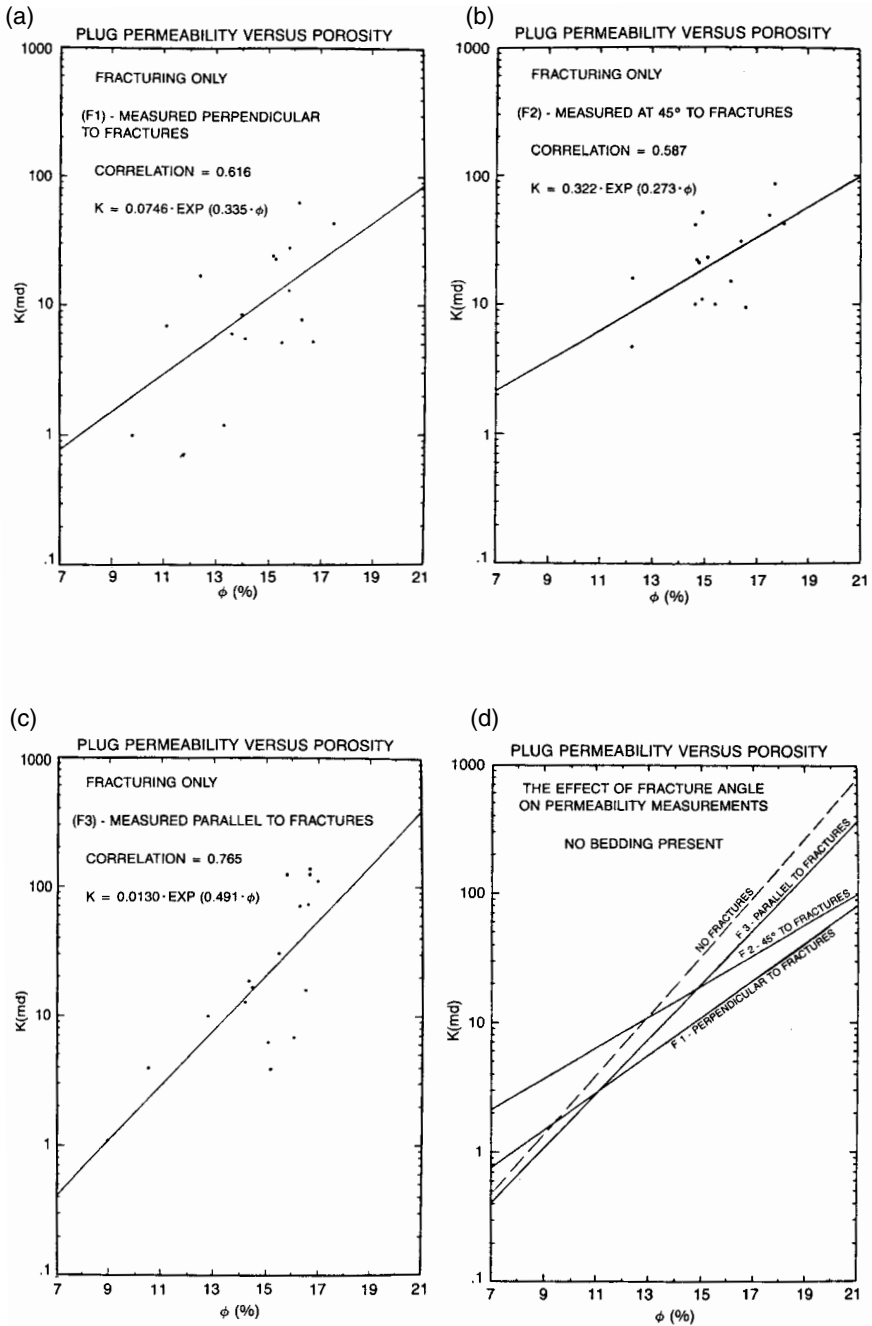 (a)
PLUG PERMEABILITY VERSUS POROSITY
1000
100
10
1
.1
K(md)
FRACTURING ONLY
(F1) - MEASURED PERPENDICULAR
TO FRACTURES
CORRELATION = 0.616
K = 0.0746·EXP (0.335·ϕ)
7 9 11 13 15 17 19 21
ϕ (%)
(b)
PLUG PERMEABILITY VERSUS POROSITY
1000
100
10
1
.1
K(md)
FRACTURING ONLY
(F2) - MEASURED AT 45° TO FRACTURES
CORRELATION = 0.587
K = 0.322·EXP (0.273·ϕ)
7 9 11 13 15 17 19 21
ϕ (%)
(c)
PLUG PERMEABILITY VERSUS POROSITY
1000
100
10
1
.1
K(md)
FRACTURING ONLY
(F3) - MEASURED PARALLEL TO FRACTURES
CORRELATION = 0.765
K = 0.0130·EXP (0.491·ϕ)
7 9 11 13 15 17 19 21
ϕ (%)
(d)
PLUG PERMEABILITY VERSUS POROSITY
1000
100
10
1
.1
K(md)
THE EFFECT OF FRACTURE ANGLE
ON PERMEABILITY MEASUREMENTS
NO BEDDING PRESENT
NO FRACTURES
F 3 - PARALLEL TO FRACTURES
F 2 - 45° TO FRACTURES
F 1 - PERPENDICULAR TO FRACTURES
7 9 11 13 15 17 19 21
ϕ (%)